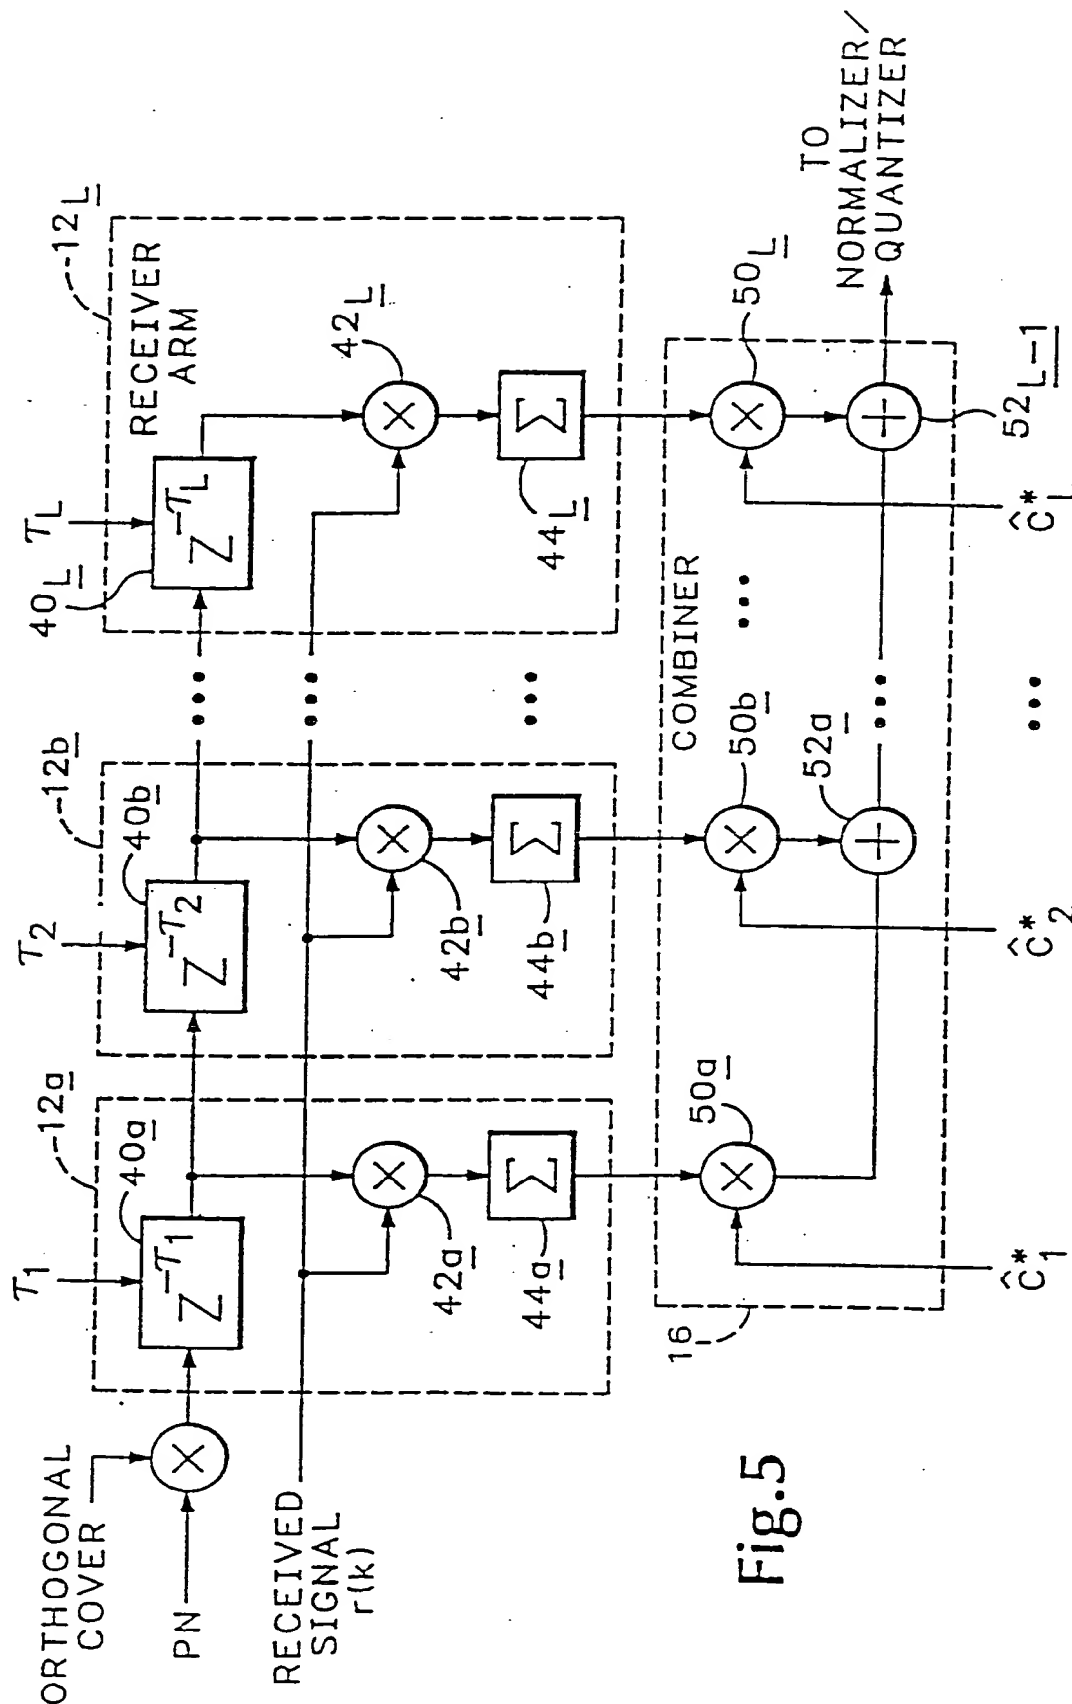 ORTHOGONAL
COVER
PN
RECEIVED
SIGNAL
r(k)
τ1
40a
Z-τ1
12a
42a
Σ
44a
τ2
40b
Z-τ2
12b
42b
Σ
44b
•••
•••
•••
τL
40L
Z-τL
RECEIVER
ARM
12L
42L
Σ
44L
16
COMBINER
50a
50b
52a
•••
•••
50L
52L-1
TO
NORMALIZER/
QUANTIZER
Ĉ*1
Ĉ*2
•••
Ĉ*L
Fig.5